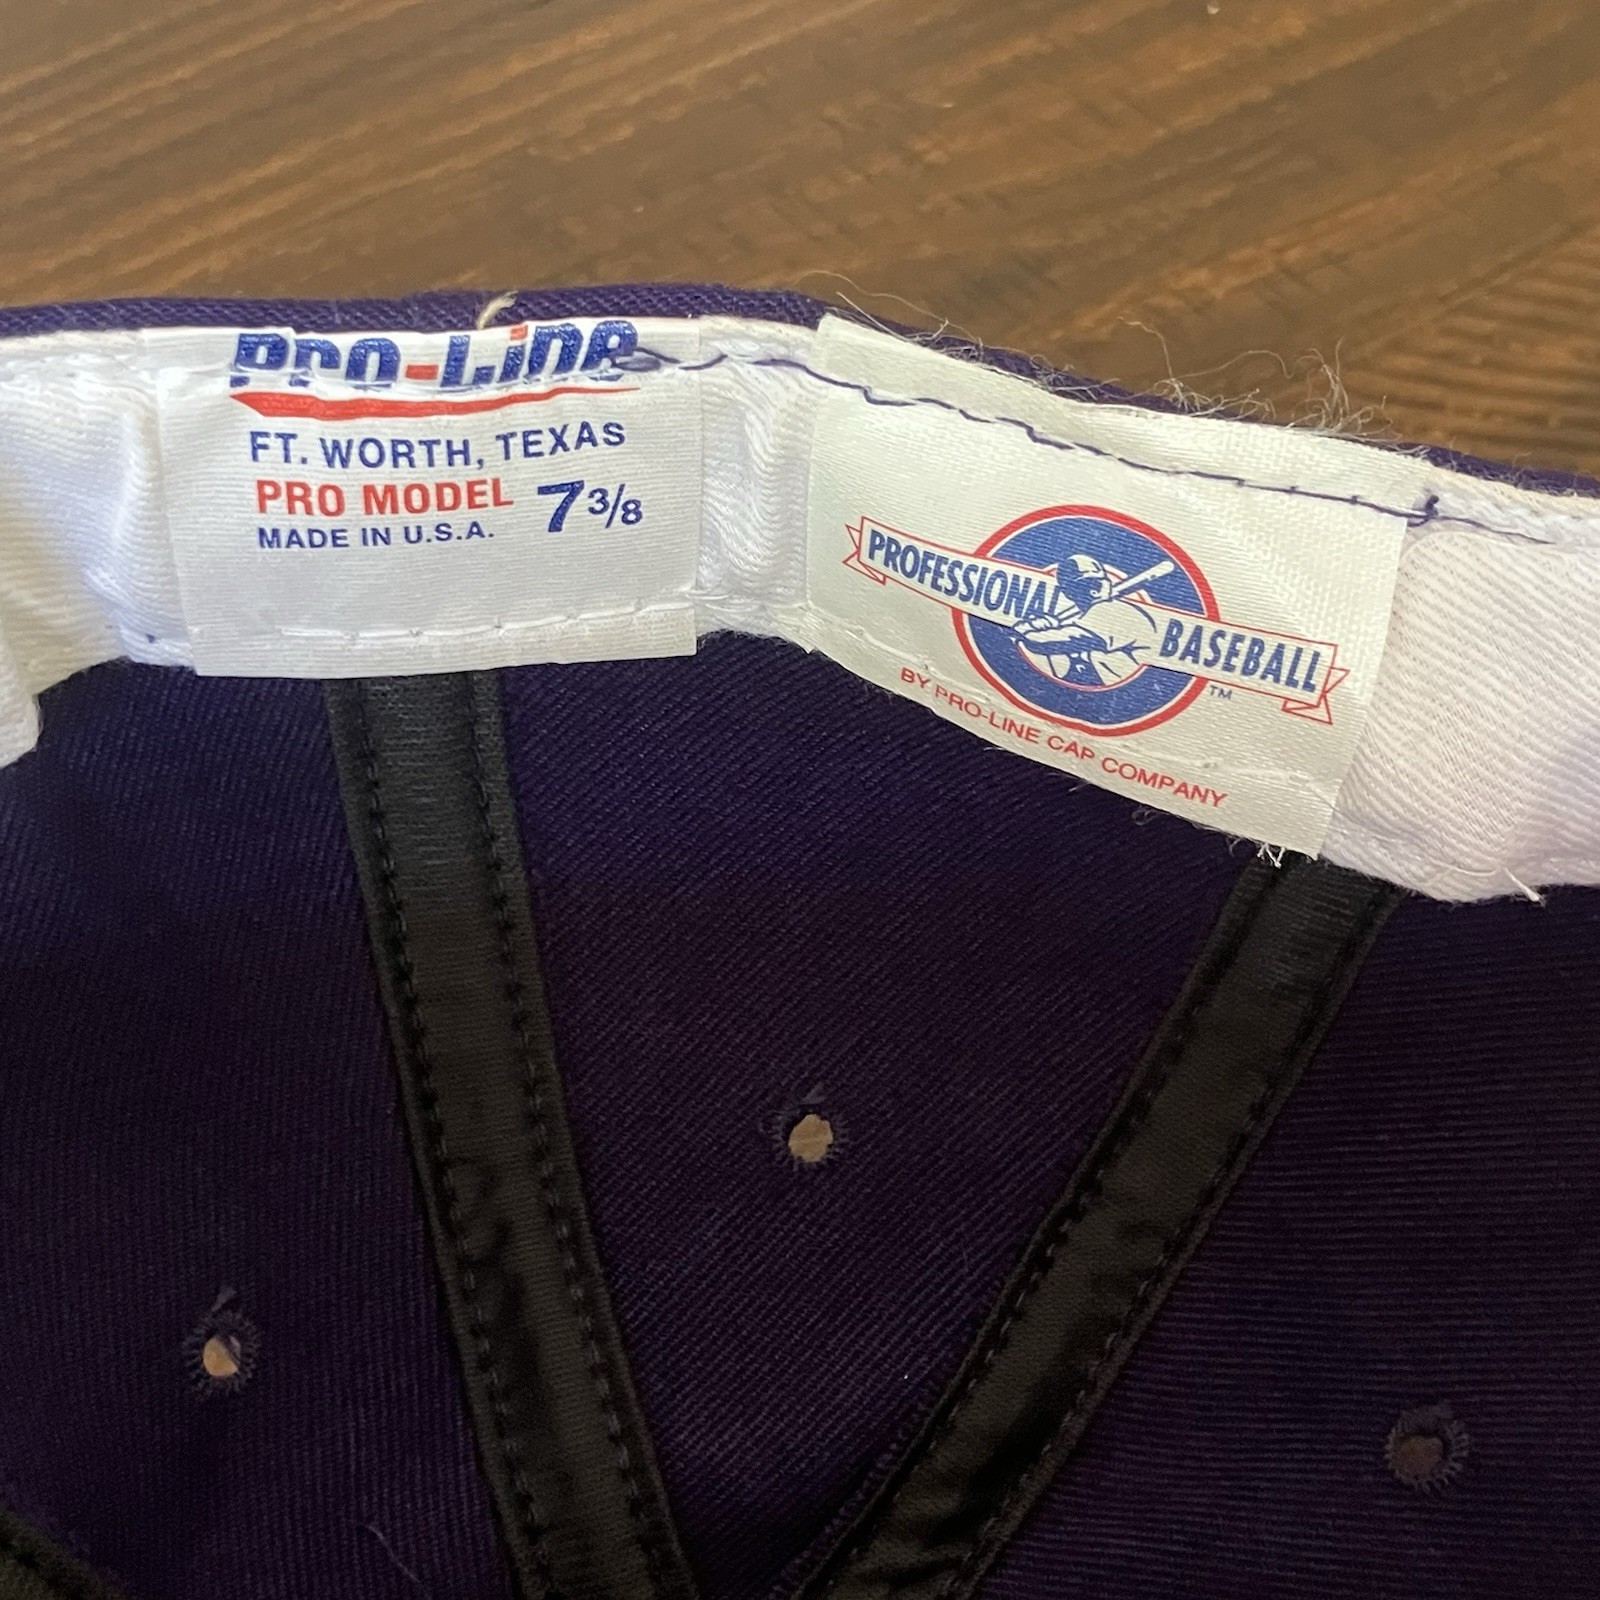 Pro-Line
FT. WORTH, TEXAS
PRO MODEL 7 3/8
MADE IN U.S.A.
PROFESSIONAL BASEBALL
TM
BY PRO-LINE CAP COMPANY